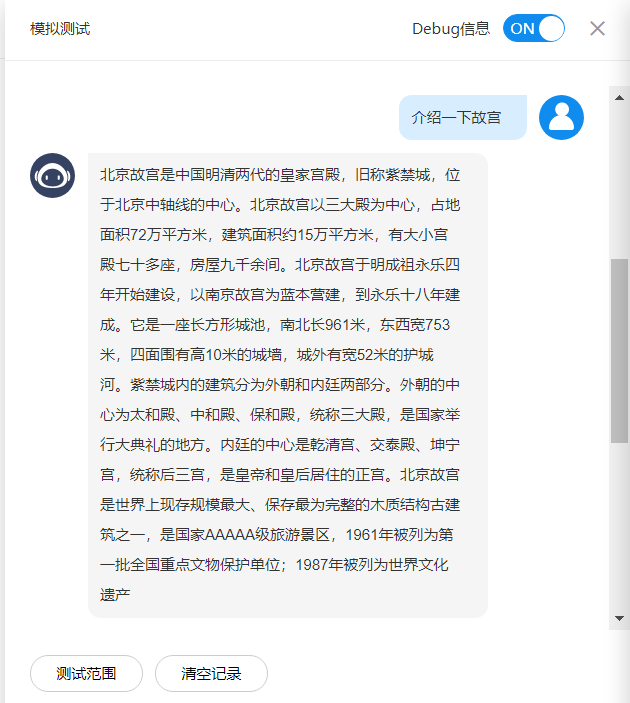 模拟测试
Debug信息
ON
介绍一下故宫
北京故宫是中国明清两代的皇家宫殿，旧称紫禁城，位
于北京中轴线的中心。北京故宫以三大殿为中心，占地
面积72万平方米，建筑面积约15万平方米，有大小宫
殿七十多座，房屋九千余间。北京故宫于明成祖永乐四
年开始建设，以南京故宫为蓝本营建，到永乐十八年建
成。它是一座长方形城池，南北长961米，东西宽753
米，四面围有高10米的城墙，城外有宽52米的护城
河。紫禁城内的建筑分为外朝和内廷两部分。外朝的中
心为太和殿、中和殿、保和殿，统称三大殿，是国家举
行大典礼的地方。内廷的中心是乾清宫、交泰殿、坤宁
宫，统称后三宫，是皇帝和皇后居住的正宫。北京故宫
是世界上现存规模最大、保存最为完整的木质结构古建
筑之一，是国家AAAAA级旅游景区，1961年被列为第
一批全国重点文物保护单位；1987年被列为世界文化
遗产
测试范围
清空记录